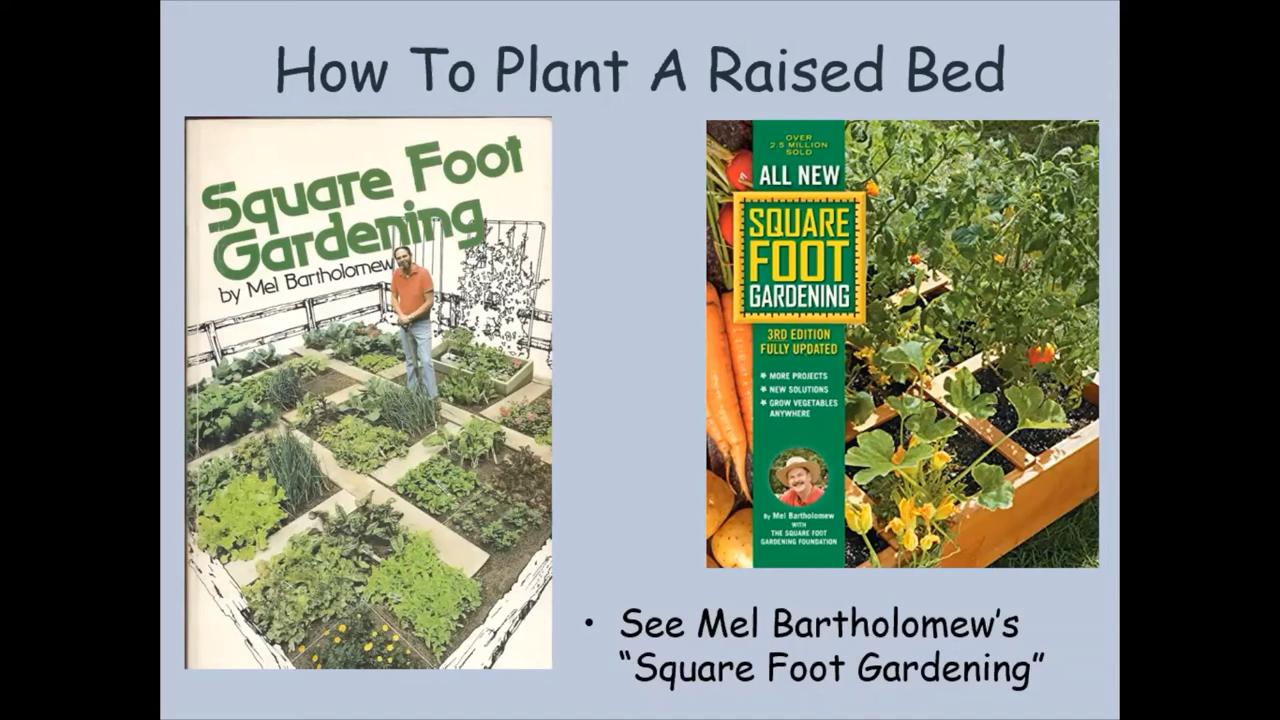 How To Plant A Raised Bed
Square Foot
Gardening
by Mel Bartholomew
OVER
2.5 MILLION
SOLD
ALL NEW
SQUARE
FOOT
GARDENING
3RD EDITION
FULLY UPDATED
* MORE PROJECTS
* NEW SOLUTIONS
* GROW VEGETABLES
ANYWHERE
By Mel Bartholomew
WITH
THE SQUARE FOOT
GARDENING FOUNDATION
• See Mel Bartholomew’s
“Square Foot Gardening”